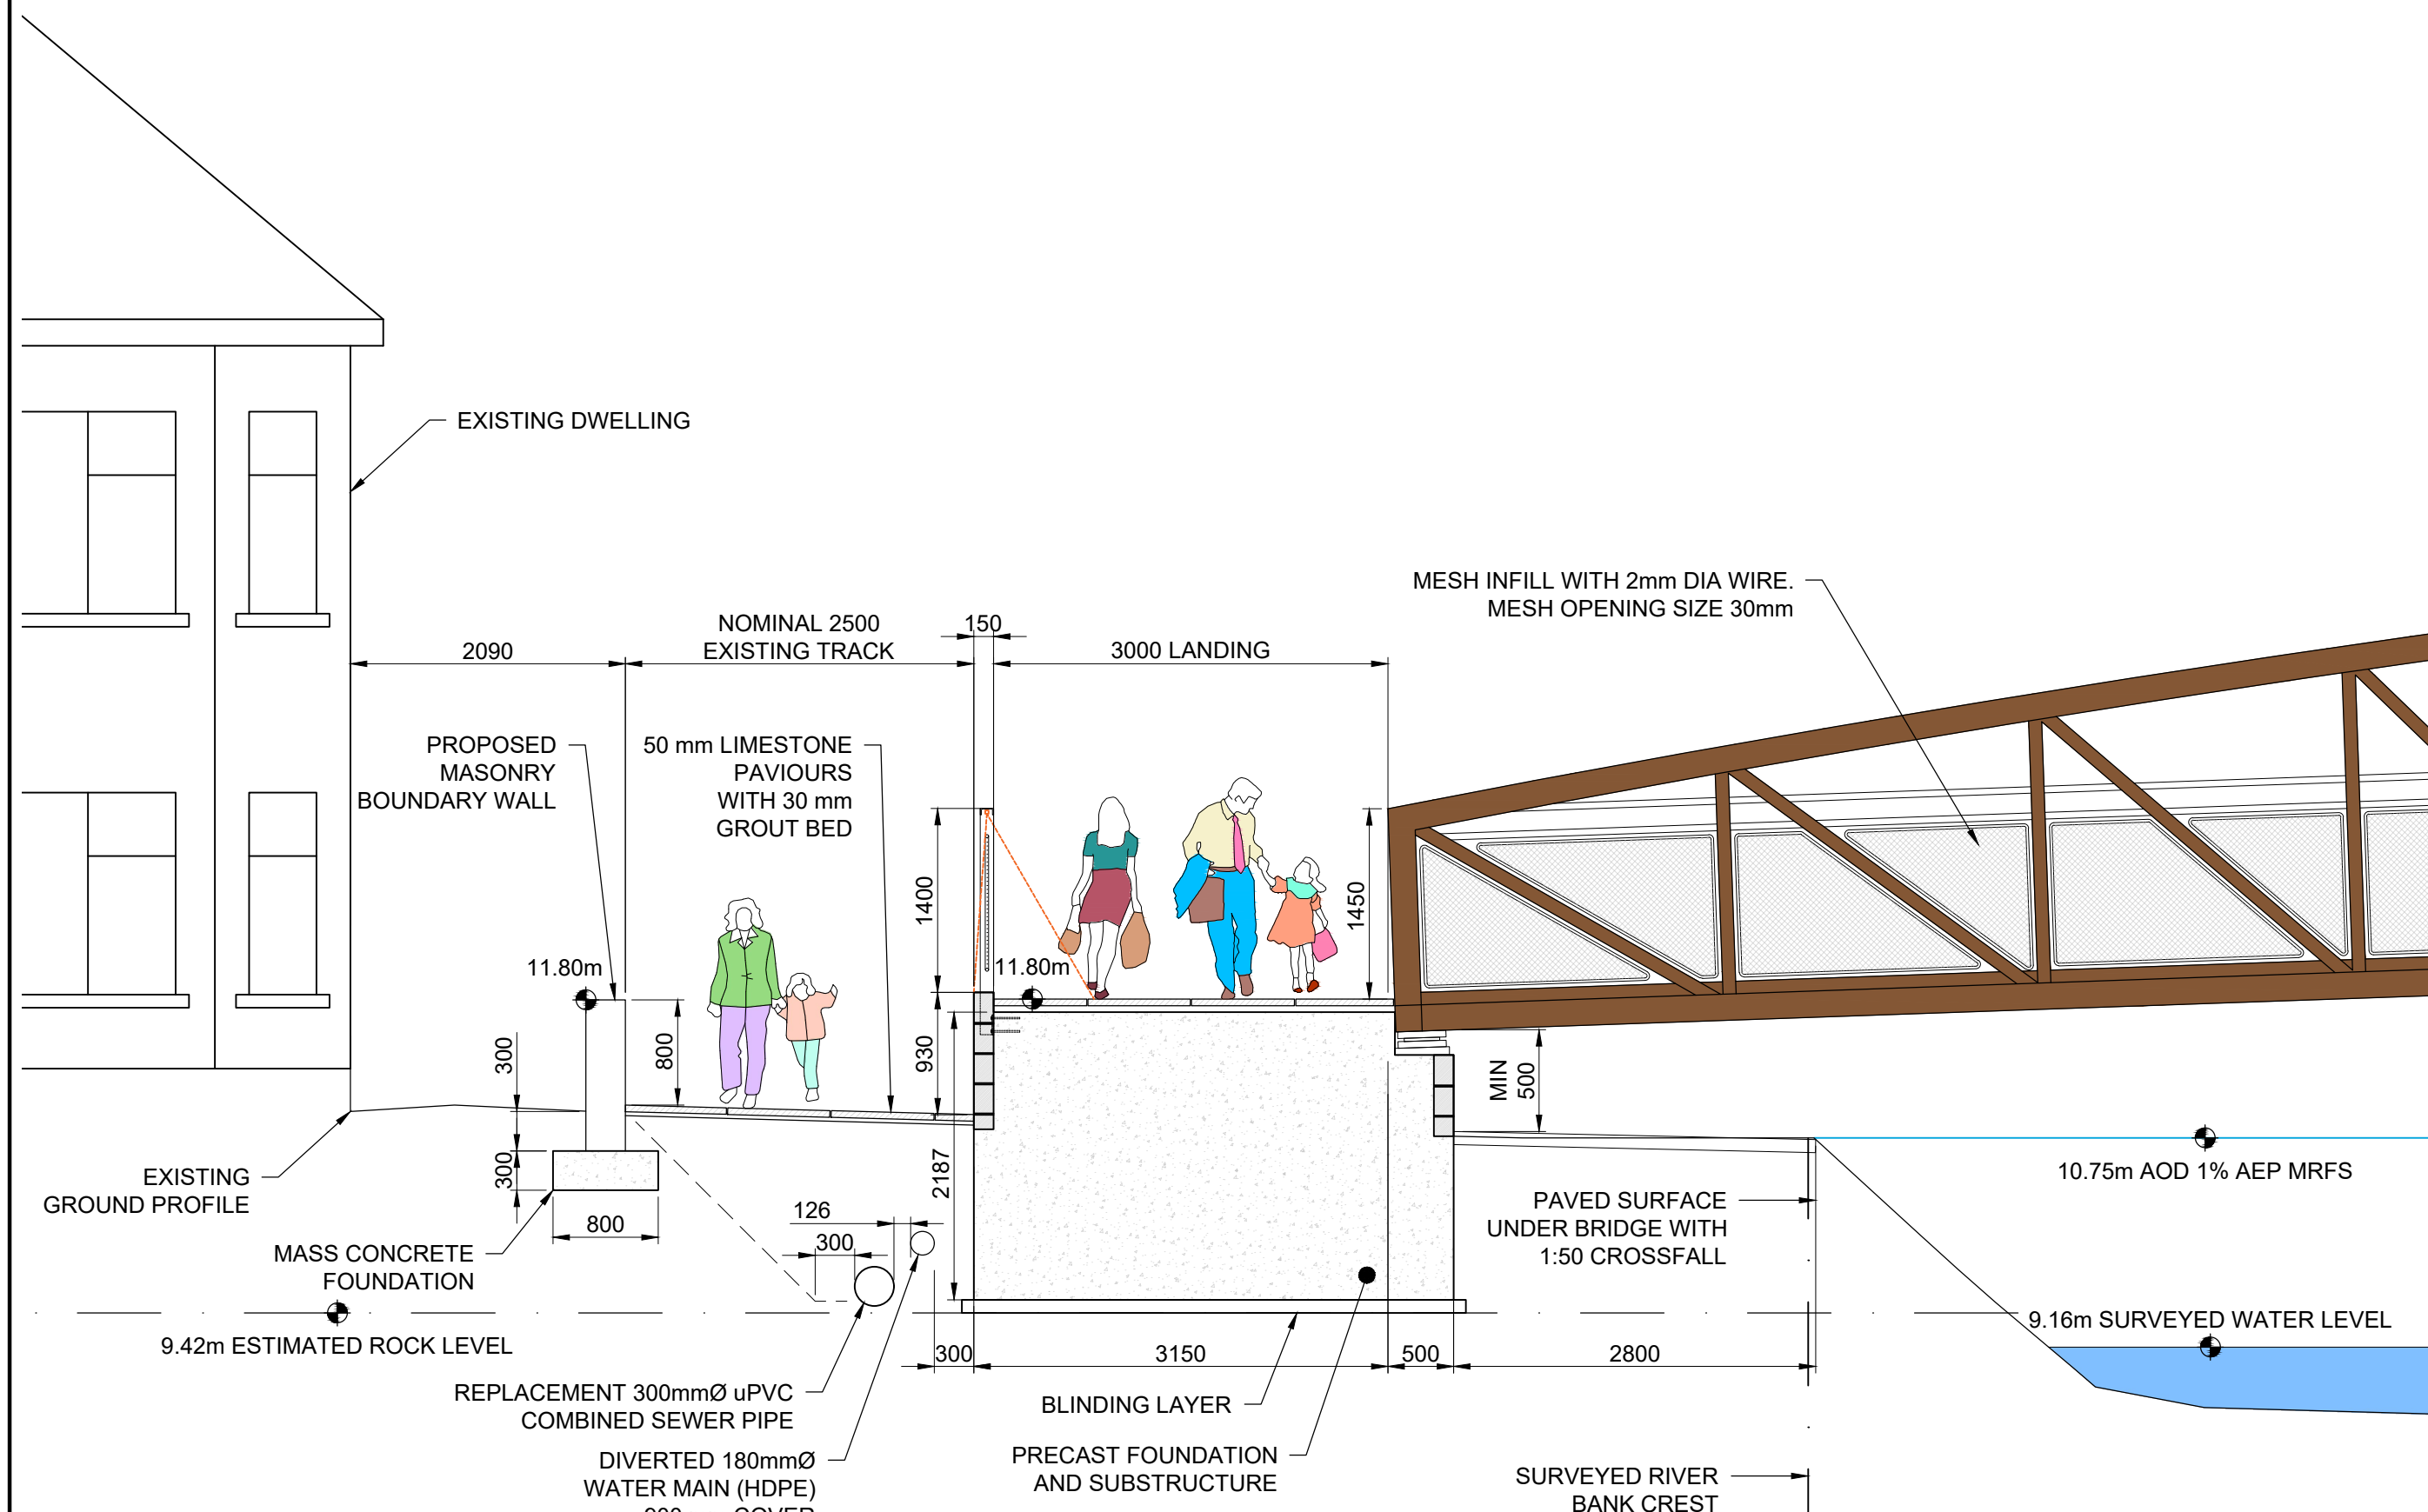 EXISTING DWELLING
MESH INFILL WITH 2mm DIA WIRE.
MESH OPENING SIZE 30mm
2090
NOMINAL 2500
EXISTING TRACK
150
3000 LANDING
PROPOSED
MASONRY
BOUNDARY WALL
50 mm LIMESTONE
PAVIOURS
WITH 30 mm
GROUT BED
1400
1450
11.80m
11.80m
300
800
930
MIN
500
EXISTING
GROUND PROFILE
300
800
2187
126
300
10.75m AOD 1% AEP MRFS
PAVED SURFACE
UNDER BRIDGE WITH
1:50 CROSSFALL
MASS CONCRETE
FOUNDATION
9.42m ESTIMATED ROCK LEVEL
9.16m SURVEYED WATER LEVEL
300
3150
500
2800
REPLACEMENT 300mmØ uPVC
COMBINED SEWER PIPE
BLINDING LAYER
DIVERTED 180mmØ
WATER MAIN (HDPE)
PRECAST FOUNDATION
AND SUBSTRUCTURE
SURVEYED RIVER
BANK CREST